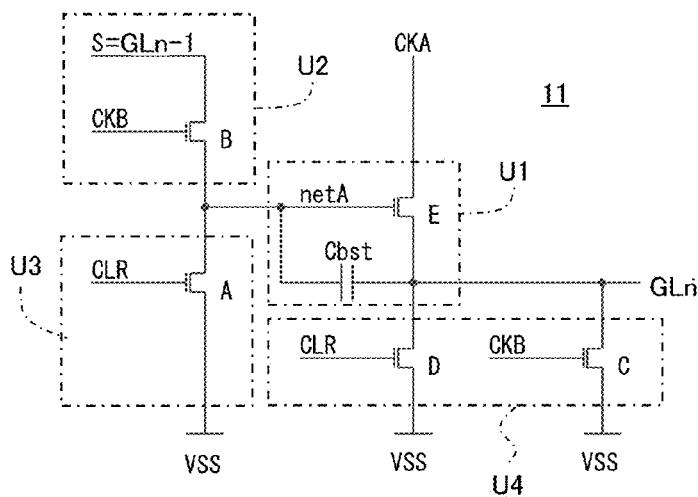 S=GLn-1
U2
CKA
11
CKB
B
U1
netA
E
U3
CLR
A
Cbst
GLn
CLR
D
CKB
C
VSS
VSS
VSS
U4